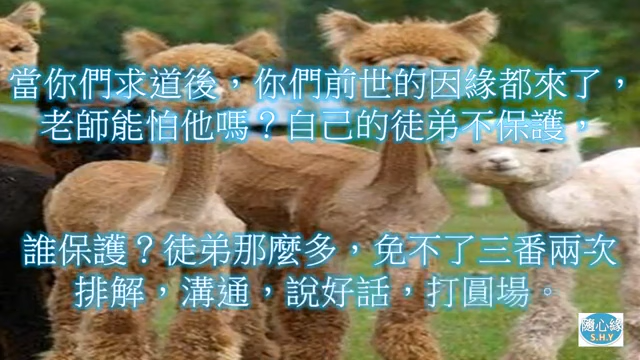 當你們求道後，你們前世的因緣都來了，
老師能怕他嗎？自己的徒弟不保護，
誰保護？徒弟那麼多，免不了三番兩次
排解，溝通，說好話，打圓場。
隨心緣
S.H.Y